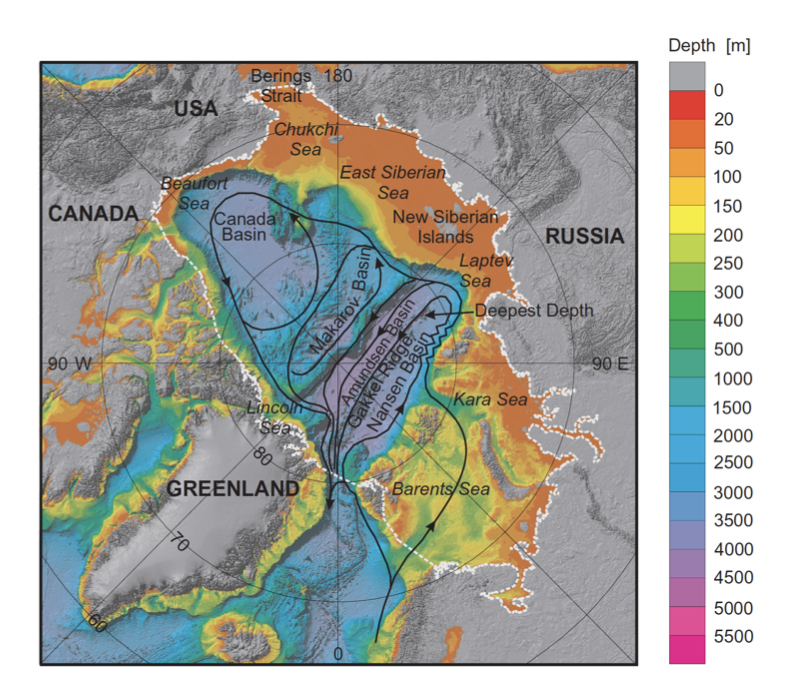 Depth [m]
0
20
50
100
150
200
250
300
400
500
1000
1500
2000
2500
3000
3500
4000
4500
5000
5500
Berings 180
Strait
USA
Chukchi
Sea
East Siberian
Sea
Beaufort
Sea
CANADA
Canada
Basin
New Siberian
Islands
RUSSIA
Laptev
Sea
Makarov Basin
Deepest Depth
Amundsen Basin
Gakkel Ridge
Nansen Basin
90 W
90 E
Kara Sea
Lincoln
Sea
80
GREENLAND
Barents Sea
70
60
0